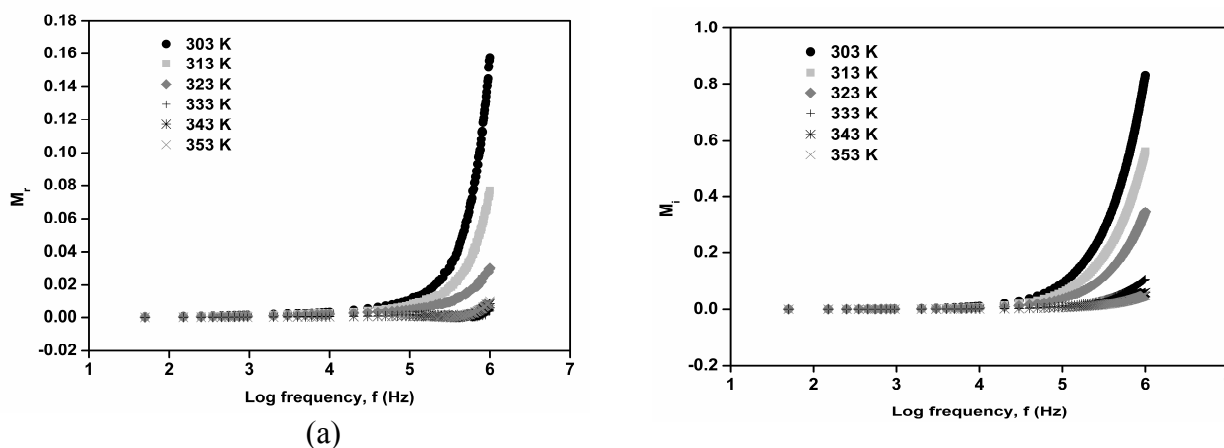 0.18
0.16
0.14
0.12
0.10
0.08
0.06
0.04
0.02
0.00
-0.02
M_r
303 K
313 K
323 K
333 K
343 K
353 K
1 2 3 4 5 6 7
Log frequency, f (Hz)
(a)
1.0
0.8
0.6
0.4
0.2
0.0
-0.2
M_i
303 K
313 K
323 K
333 K
343 K
353 K
1 2 3 4 5 6
Log frequency, f (Hz)